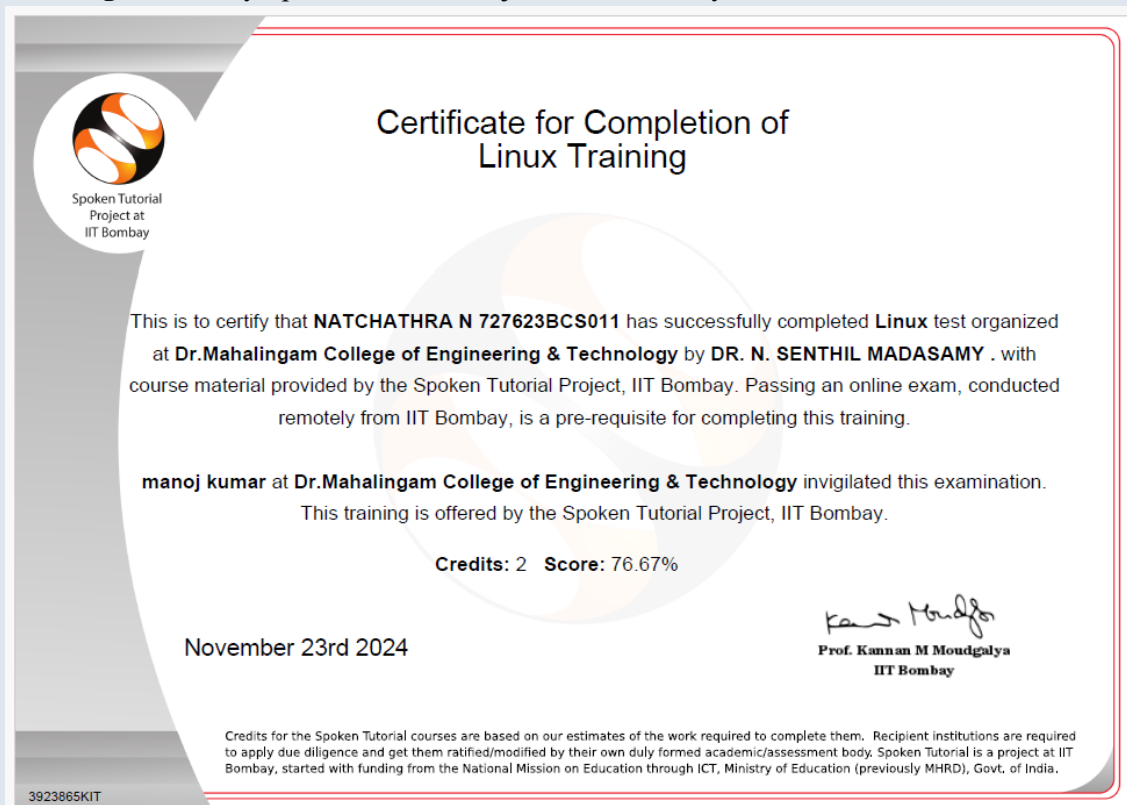 Spoken Tutorial
Project at
IIT Bombay
Certificate for Completion of
Linux Training
This is to certify that NATCHATHRA N 727623BCS011 has successfully completed Linux test organized
at Dr.Mahalingam College of Engineering & Technology by DR. N. SENTHIL MADASAMY . with
course material provided by the Spoken Tutorial Project, IIT Bombay. Passing an online exam, conducted
remotely from IIT Bombay, is a pre-requisite for completing this training.
manoj kumar at Dr.Mahalingam College of Engineering & Technology invigilated this examination.
This training is offered by the Spoken Tutorial Project, IIT Bombay.
Credits: 2 Score: 76.67%
November 23rd 2024
Prof. Kannan M Moudgalya
IIT Bombay
Credits for the Spoken Tutorial courses are based on our estimates of the work required to complete them. Recipient institutions are required
to apply due diligence and get them ratified/modified by their own duly formed academic/assessment body. Spoken Tutorial is a project at IIT
Bombay, started with funding from the National Mission on Education through ICT, Ministry of Education (previously MHRD), Govt. of India.
3923865KIT